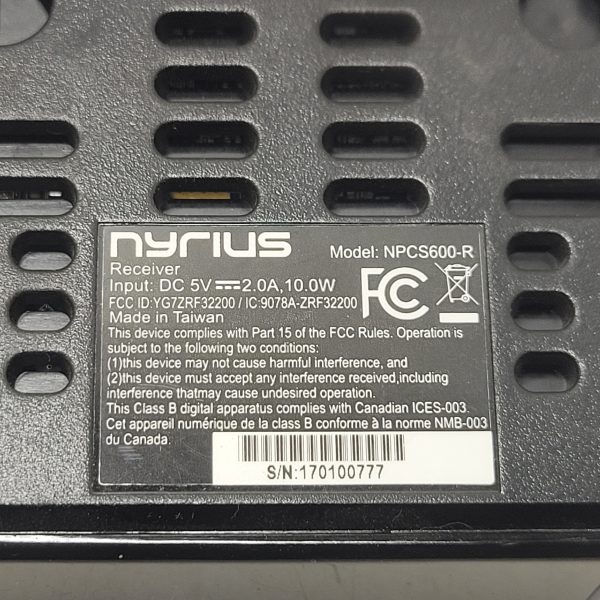 nyrius
Model: NPCS600-R
Receiver
Input: DC 5V⎓2.0A,10.0W
FCC ID:YG7ZRF32200 / IC:9078A-ZRF32200
FC
Made in Taiwan
This device complies with Part 15 of the FCC Rules. Operation is
subject to the following two conditions:
(1)this device may not cause harmful interference, and
(2)this device must accept any interference received,including
interference thatmay cause undesired operation.
This Class B digital apparatus complies with Canadian ICES-003.
Cet appareil numérique de la class B conforme à la norme NMB-003
du Canada.
S/N:170100777